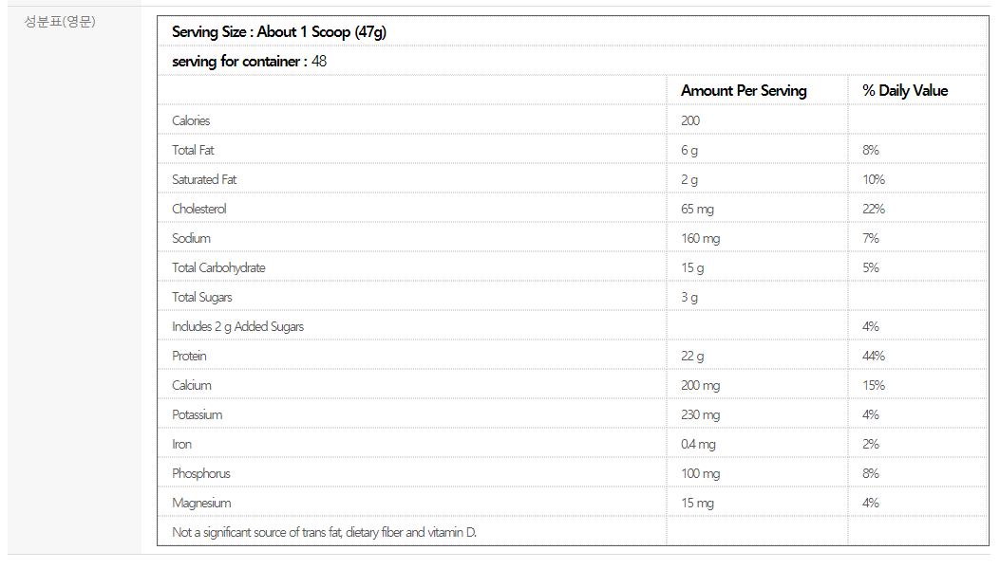 성분표(영문)
Serving Size : About 1 Scoop (47g)
serving for container : 48
Amount Per Serving % Daily Value
Calories 200
Total Fat 6 g 8%
Saturated Fat 2 g 10%
Cholesterol 65 mg 22%
Sodium 160 mg 7%
Total Carbohydrate 15 g 5%
Total Sugars 3 g
Includes 2 g Added Sugars 4%
Protein 22 g 44%
Calcium 200 mg 15%
Potassium 230 mg 4%
Iron 0.4 mg 2%
Phosphorus 100 mg 8%
Magnesium 15 mg 4%
Not a significant source of trans fat, dietary fiber and vitamin D.